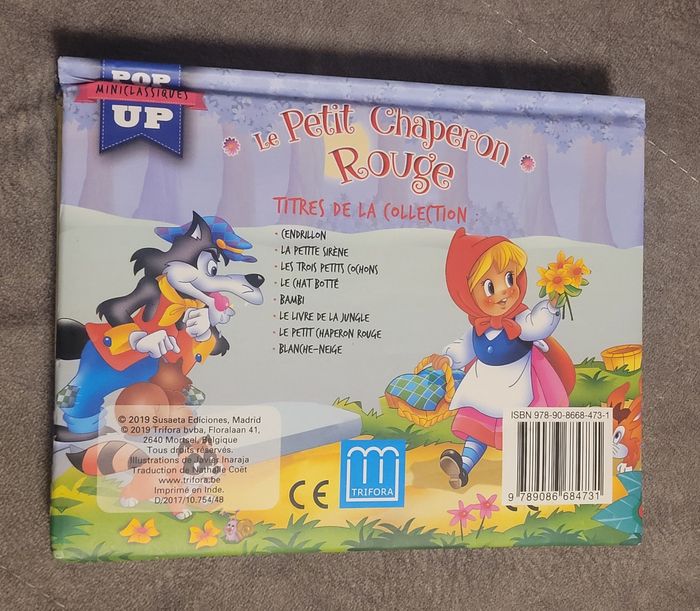 POP
MINICLASSIQUES
UP
Le Petit Chaperon
Rouge
TITRES DE LA COLLECTION :
· CENDRILLON
· LA PETITE SIRÈNE
· LES TROIS PETITS COCHONS
· LE CHAT BOTTÉ
· BAMBI
· LE LIVRE DE LA JUNGLE
· LE PETIT CHAPERON ROUGE
· BLANCHE-NEIGE
© 2019 Susaeta Ediciones, Madrid
© 2019 Trifora bvba, Floralaan 41,
2640 Mortsel, Belgique
Tous droits réservés.
Illustrations de Javier Inaraja
Traduction de Nathalie Coët
www.trifora.be
Imprimé en Inde.
D/2017/10.754/48
CE
TRIFORA
ISBN 978-90-8668-473-1
9 789086 684731